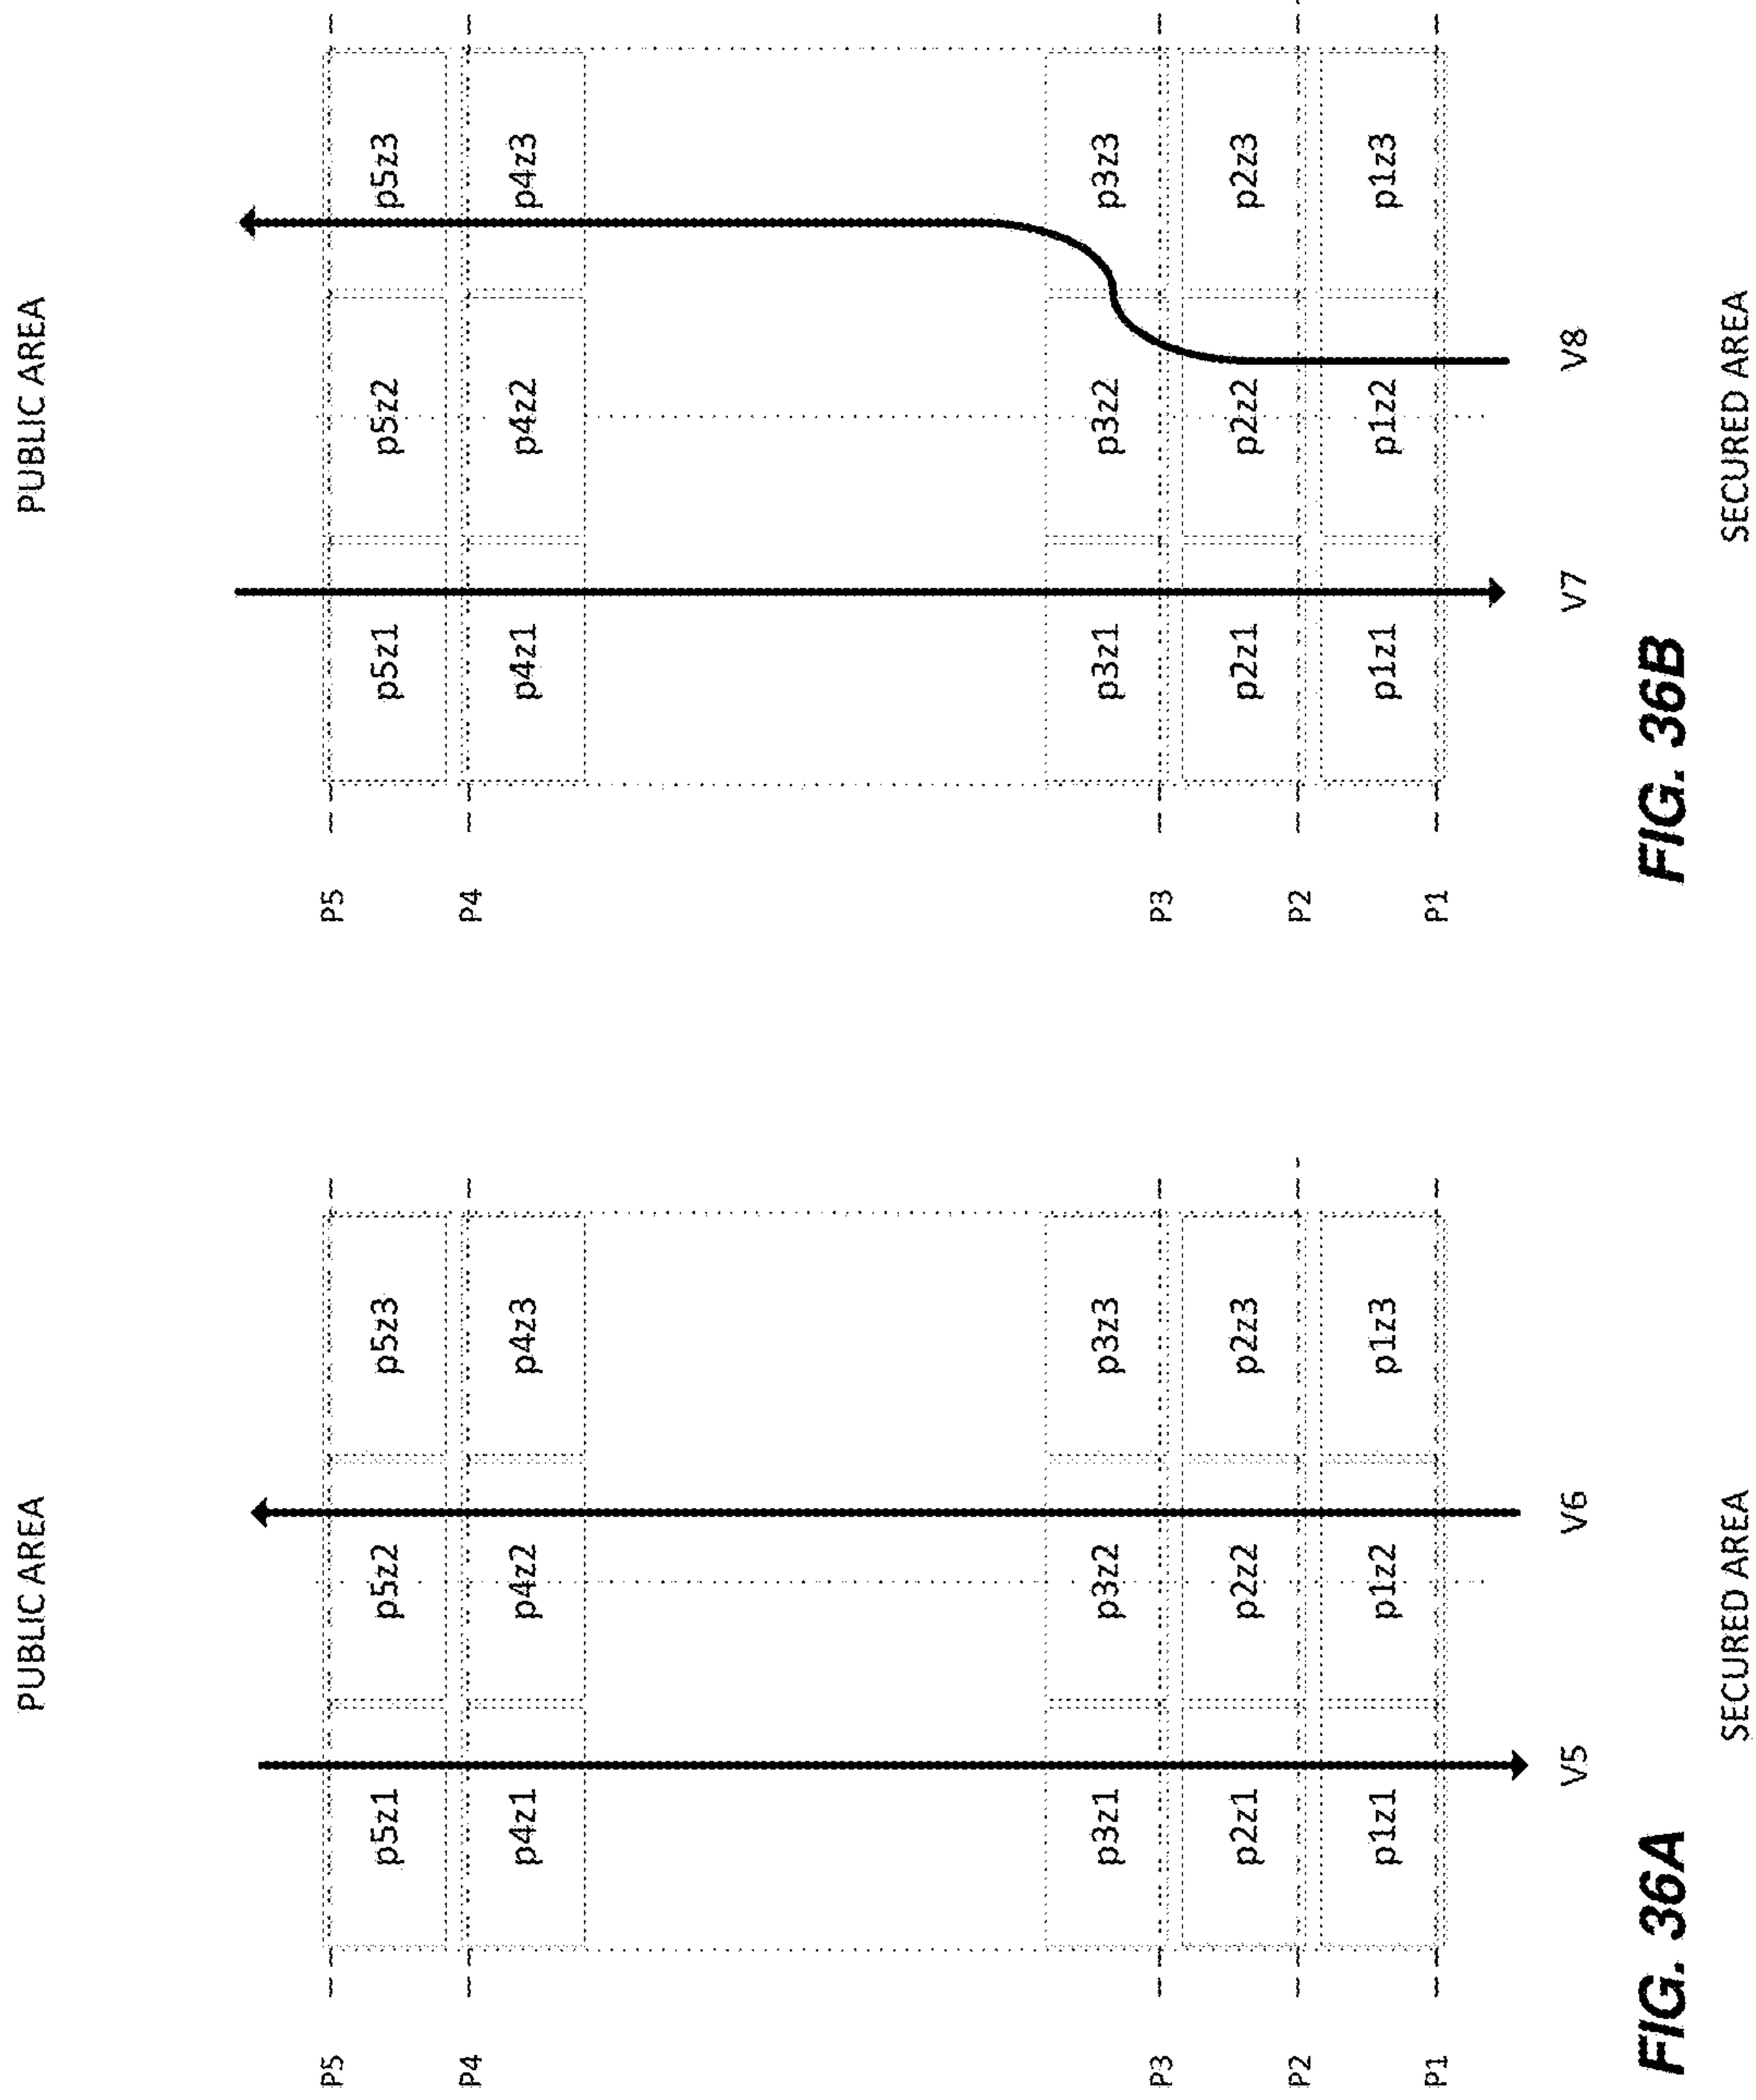 PUBLIC AREA
P5
p5z1
p5z2
p5z3
P4
p4z1
p4z2
p4z3
P3
p3z1
p3z2
p3z3
P2
p2z1
p2z2
p2z3
P1
p1z1
p1z2
p1z3
V5
V6
FIG. 36A
SECURED AREA
PUBLIC AREA
P5
p5z1
p5z2
p5z3
P4
p4z1
p4z2
p4z3
P3
p3z1
p3z2
p3z3
P2
p2z1
p2z2
p2z3
P1
p1z1
p1z2
p1z3
V7
V8
FIG. 36B
SECURED AREA